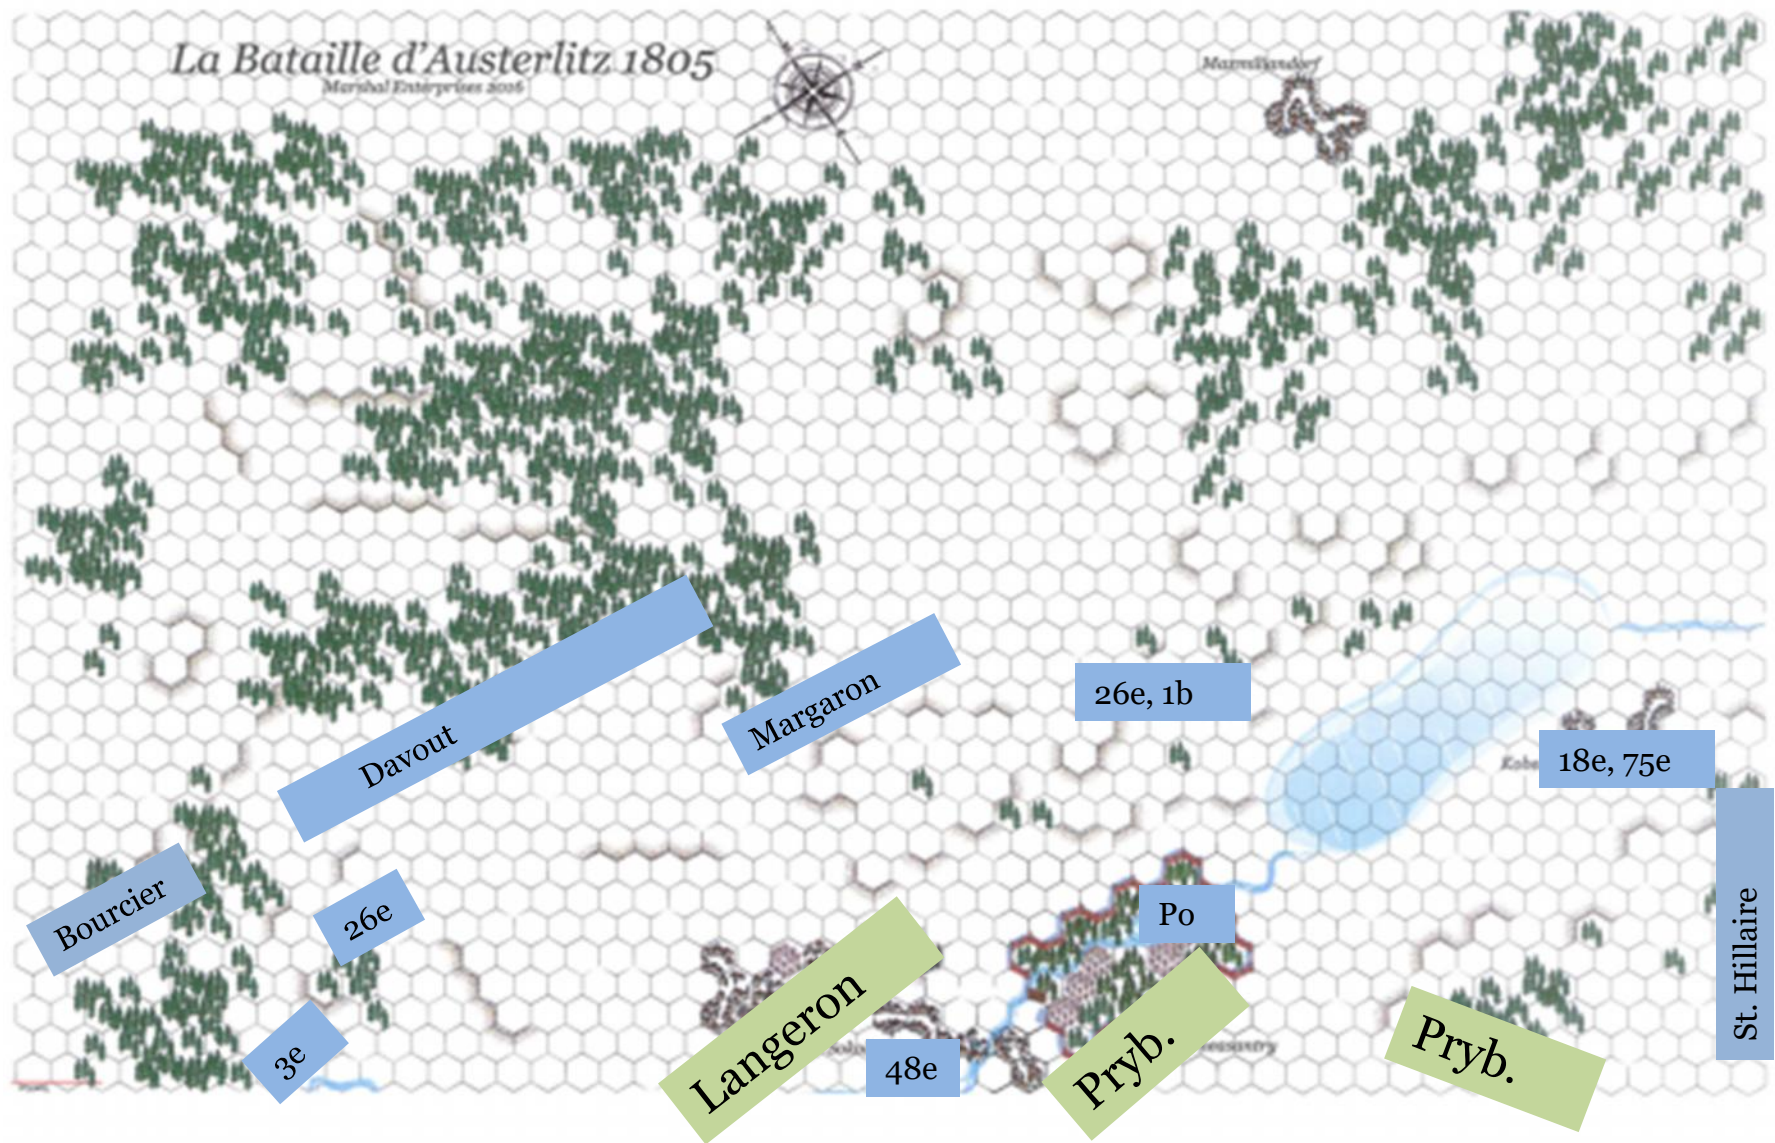 La Bataille d'Austerlitz 1805
Marshal Enterprises 2016
Maxmiliandorf
Davout
Margaron
26e, 1b
18e, 75e
Bourcier
26e
Po
St. Hillaire
3e
Langeron
48e
Pryb.
Pryb.